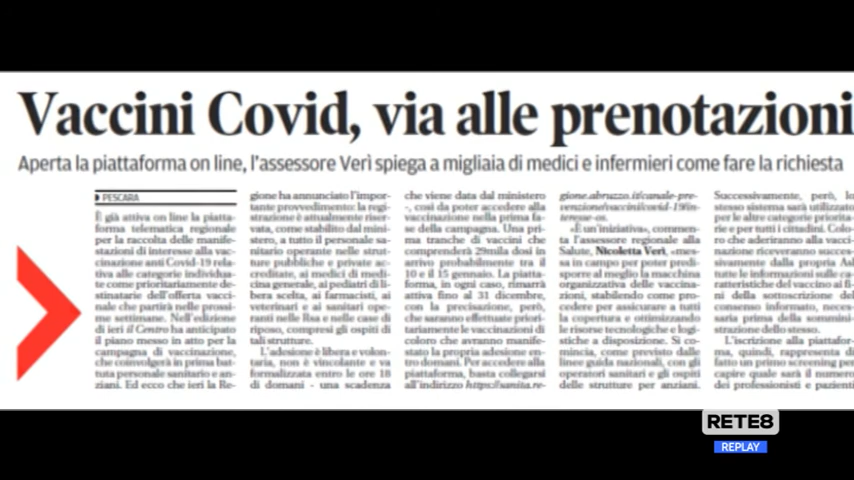 Vaccini Covid, via alle prenotazioni
Aperta la piattaforma on line, l'assessore Verì spiega a migliaia di medici e infermieri come fare la richiesta
PESCARA
È già attiva on line la piatta-
forma telematica regionale
per la raccolta delle manife-
stazioni di interesse alla vac-
cinazione anti Covid-19 rela-
tiva alle categorie individua-
te come prioritariamente de-
stinatarie dell'offerta vacci-
nale che partirà nelle prossi-
me settimane. Nell'edizione
di ieri il Centro ha anticipato
il piano messo in atto per la
campagna di vaccinazione,
che coinvolgerà in prima bat-
tuta personale sanitario e an-
ziani. Ed ecco che ieri la Re-
gione ha annunciato l'impor-
tante provvedimento: la regi-
strazione è attualmente riser-
vata, come stabilito dal mini-
stero, a tutto il personale sa-
nitario operante nelle strut-
ture pubbliche e private ac-
creditate, ai medici di medi-
cina generale, ai pediatri di li-
bera scelta, ai farmacisti, ai
veterinari e ai sanitari ope-
ranti nelle Rsa e nelle case di
riposo, compresi gli ospiti di
tali strutture.
L'adesione è libera e volon-
taria, non è vincolante e va
formalizzata entro le ore 18
di domani - una scadenza
che viene data dal ministero
-, così da poter accedere alla
vaccinazione nella prima fa-
se della campagna. Una pri-
ma tranche di vaccini che
comprenderà 29mila dosi in
arrivo probabilmente tra il
10 e il 15 gennaio. La piatta-
forma, in ogni caso, rimarrà
attiva fino al 31 dicembre,
con la precisazione, però,
che saranno effettuate priori-
tariamente le vaccinazioni di
coloro che avranno manife-
stato la propria adesione en-
tro domani. Per accedere alla
piattaforma, basta collegarsi
all'indirizzo https://sanita.re-
gione.abruzzo.it/canale-pre-
venzione/vaccini/covid-19/in-
teresse-os.
«È un'iniziativa», commen-
ta l'assessore regionale alla
Salute, Nicoletta Verì, «mes-
sa in campo per poter predi-
sporre al meglio la macchina
organizzativa delle vaccina-
zioni, stabilendo come pro-
cedere per assicurare a tutti
la copertura e ottimizzando
le risorse tecnologiche e logi-
stiche a disposizione. Si co-
mincia, come previsto dalle
linee guida nazionali, con gli
operatori sanitari e gli ospiti
delle strutture per anziani.
Successivamente, però, lo
stesso sistema sarà utilizzato
per le altre categorie priorita-
rie e per tutti i cittadini. Colo-
ro che aderiranno alla vacci-
nazione riceveranno succes-
sivamente dalla propria Asl
tutte le informazioni sulle ca-
ratteristiche del vaccino ai fi-
ni della sottoscrizione del
consenso informato, neces-
saria prima della sommini-
strazione dello stesso.
L'iscrizione alla piattafor-
ma, quindi, rappresenta di
fatto un primo screening per
capire quale sarà il numero
dei professionisti e pazienti
RETE8
REPLAY